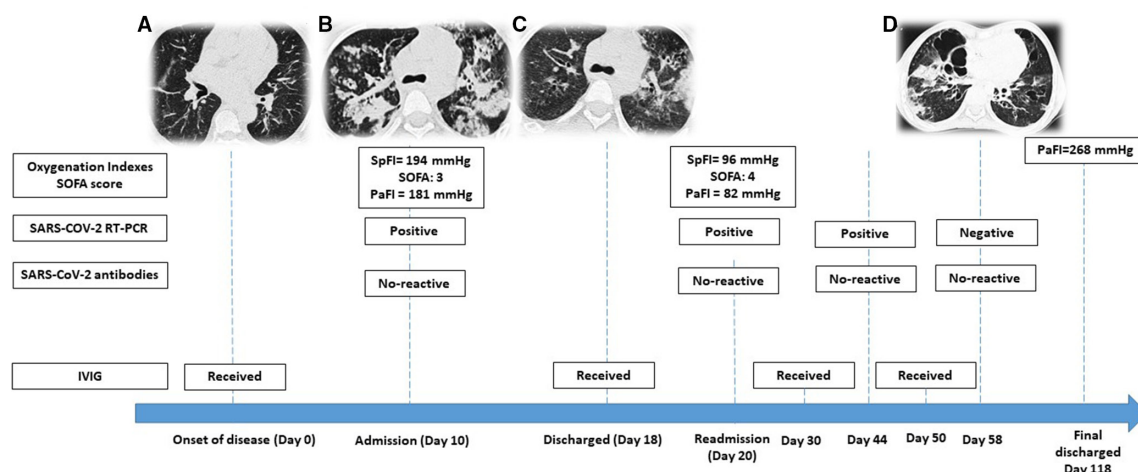 A
B
C
D
PaFI=268 mmHg
Oxygenation Indexes
SOFA score
SpFI= 194 mmHg
SOFA: 3
PaFI = 181 mmHg
SpFI= 96 mmHg
SOFA: 4
PaFI = 82 mmHg
SARS-COV-2 RT-PCR
Positive
Positive
Positive
Negative
SARS-CoV-2 antibodies
No-reactive
No-reactive
No-reactive
No-reactive
IVIG
Received
Received
Received
Received
Onset of disease (Day 0)
Admission (Day 10)
Discharged (Day 18)
Readmission
(Day 20)
Day 30
Day 44
Day 50
Day 58
Final
discharged
Day 118